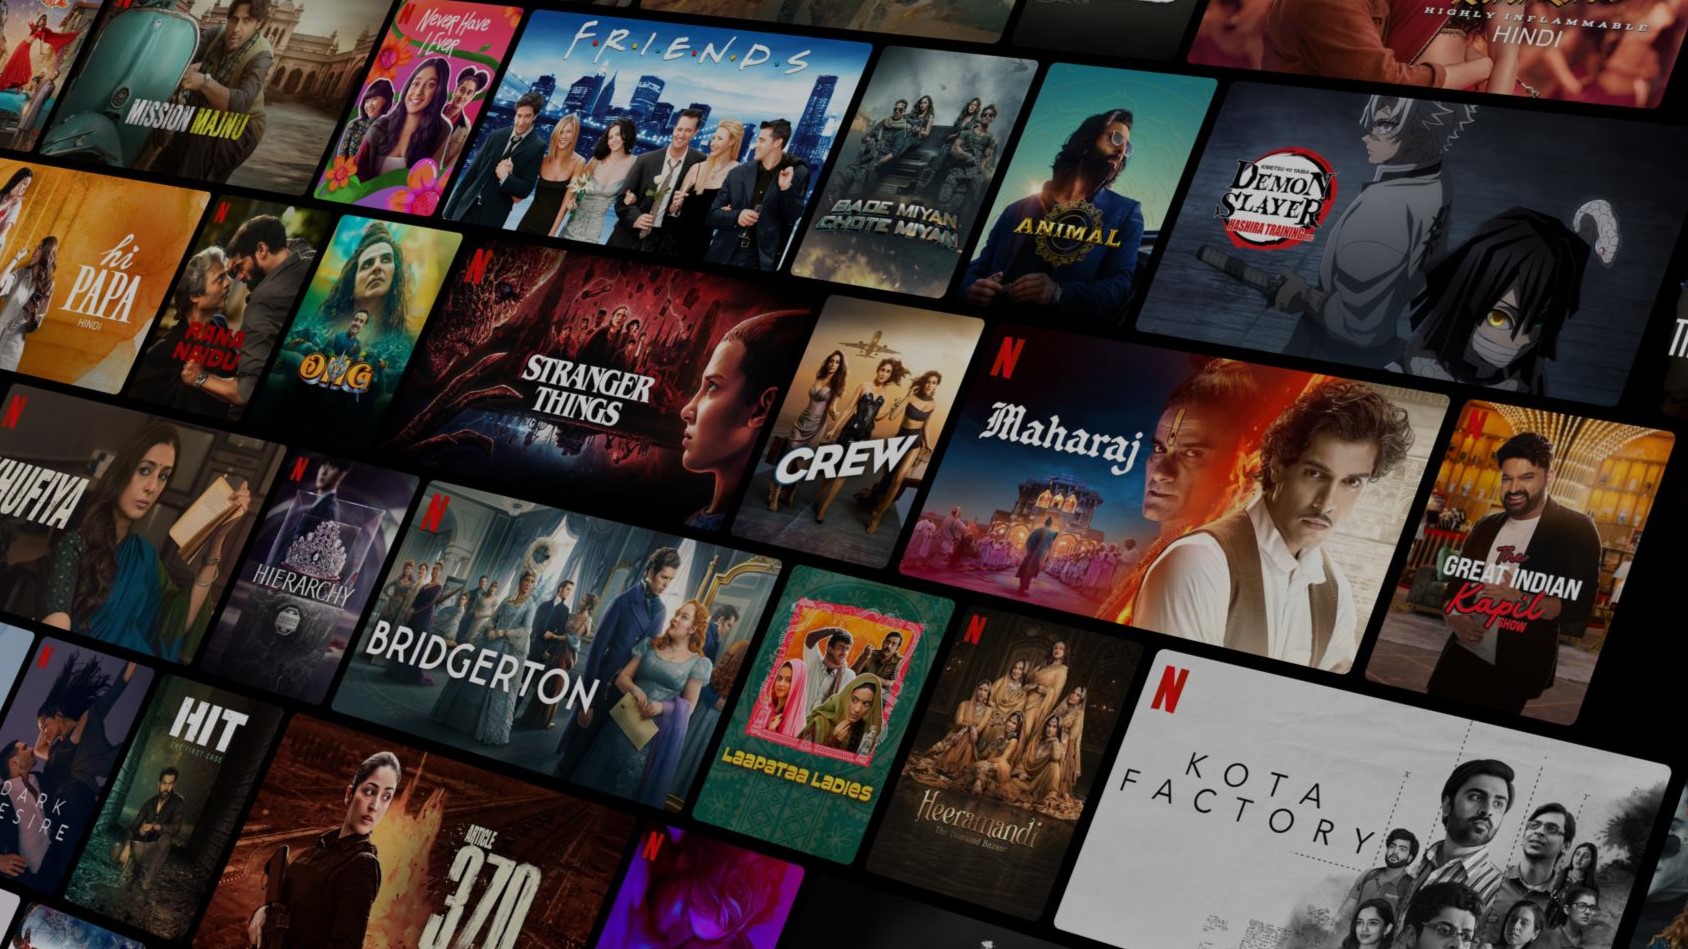 HIGHLY INFLAMMABLE
HINDI
MISSION MAJNU
Never Have
I Ever
F.R.I.E.N.D.S
BADE MIYAN
CHOTE MIYAN
ANIMAL
KIMETSU NO YAIBA
DEMON
SLAYER
HASHIRA TRAINING
hi
PAPA
HINDI
RANA
NAIDU
OMG
STRANGER
THINGS
CREW
Maharaj
The
GREAT INDIAN
Kapil
SHOW
HUFIYA
HIERARCHY
BRIDGERTON
LAAPATAA LADIES
Heeramandi
The Diamond Bazaar
KOTA
FACTORY
DARK
ESIRE
HIT
THE FIRST CASE
ARTICLE
370